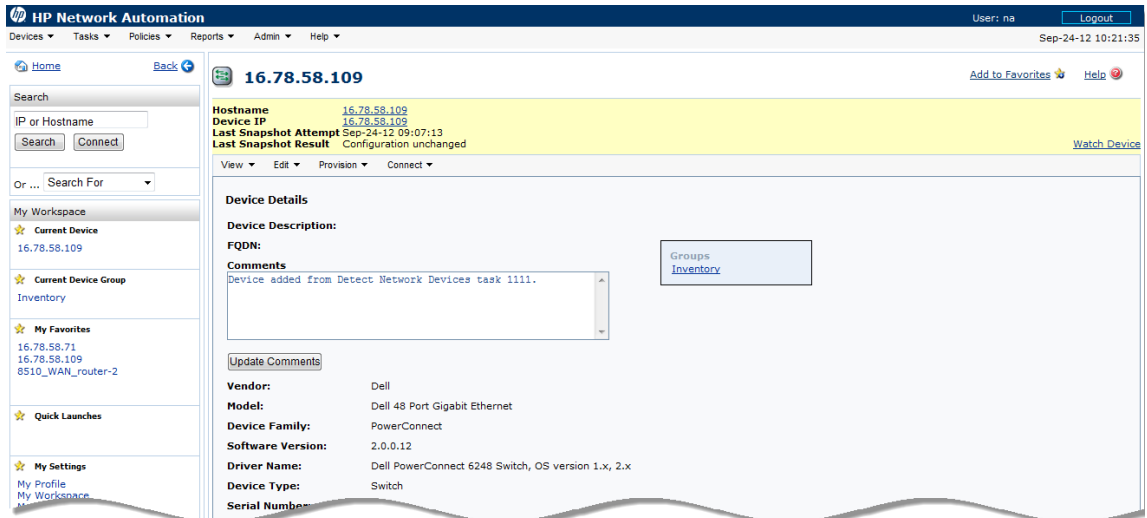 HP Network Automation
User: na
Logout
Devices Tasks Policies Reports Admin Help
Sep-24-12 10:21:35
Home
Back
Search
IP or Hostname
Search
Connect
Or ... Search For
My Workspace
Current Device
16.78.58.109
Current Device Group
Inventory
My Favorites
16.78.58.71
16.78.58.109
8510_WAN_router-2
Quick Launches
My Settings
My Profile
My Workspace
16.78.58.109
Add to Favorites
Help
Hostname 16.78.58.109
Device IP 16.78.58.109
Last Snapshot Attempt Sep-24-12 09:07:13
Last Snapshot Result Configuration unchanged
Watch Device
View Edit Provision Connect
Device Details
Device Description:
FQDN:
Comments
Device added from Detect Network Devices task 1111.
Groups
Inventory
Update Comments
Vendor: Dell
Model: Dell 48 Port Gigabit Ethernet
Device Family: PowerConnect
Software Version: 2.0.0.12
Driver Name: Dell PowerConnect 6248 Switch, OS version 1.x, 2.x
Device Type: Switch
Serial Number: